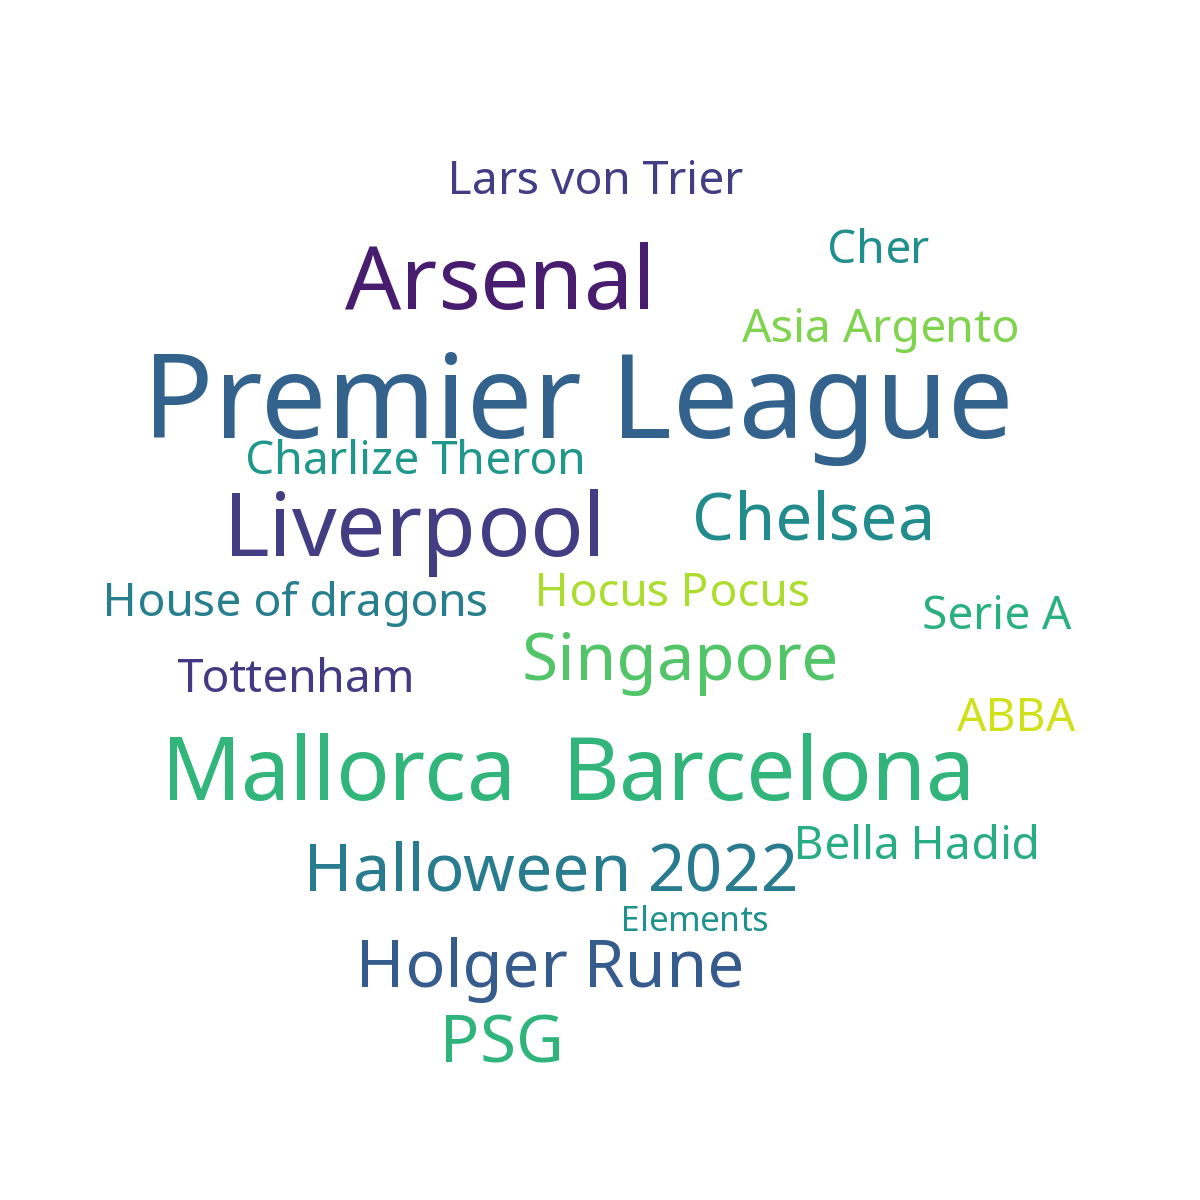 Lars von Trier
Cher
Arsenal
Asia Argento
Premier League
Charlize Theron
Liverpool
Chelsea
House of dragons
Hocus Pocus
Serie A
Singapore
Tottenham
ABBA
Mallorca
Barcelona
Bella Hadid
Halloween 2022
Elements
Holger Rune
PSG